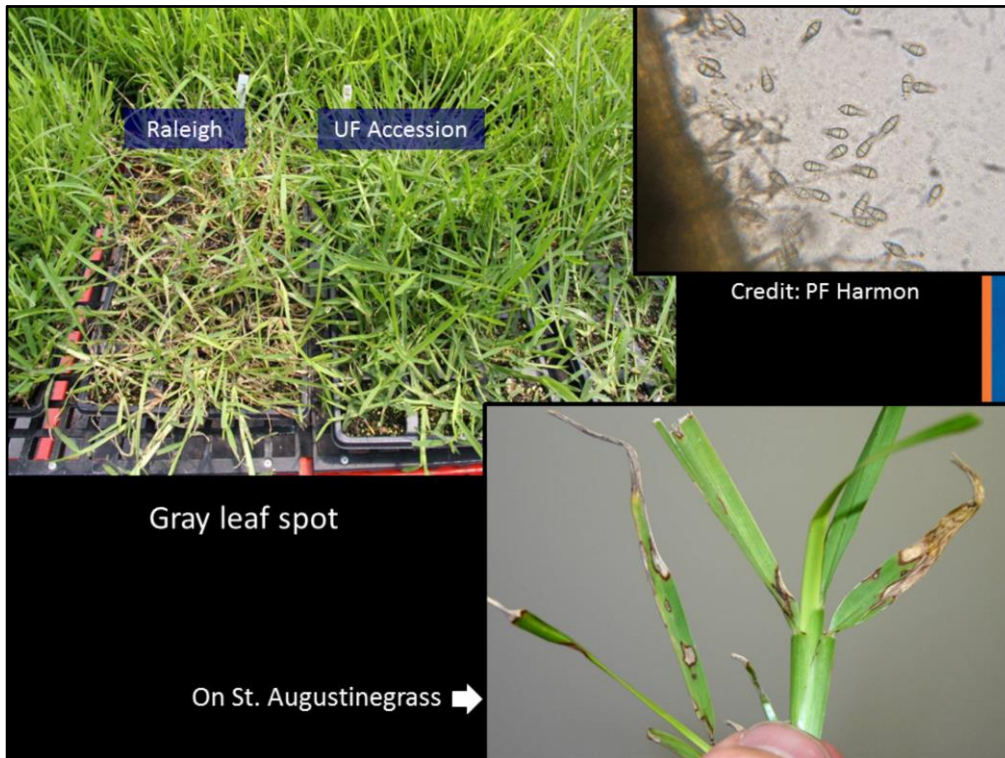 Raleigh
UF Accession
Credit: PF Harmon
Gray leaf spot
On St. Augustinegrass